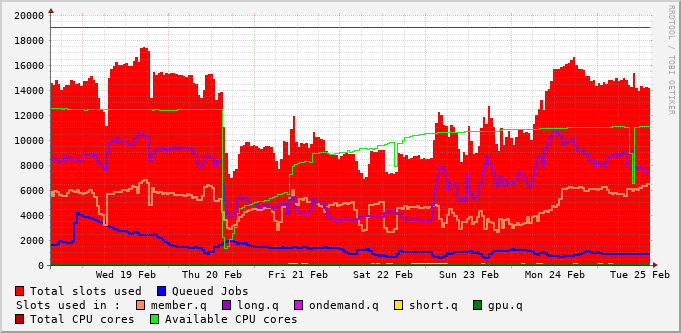 20000
18000
16000
14000
12000
10000
8000
6000
4000
2000
0
Wed 19 Feb Thu 20 Feb Fri 21 Feb Sat 22 Feb Sun 23 Feb Mon 24 Feb Tue 25 Feb
Total slots used Queued Jobs
Slots used in : member.q long.q ondemand.q short.q gpu.q
Total CPU cores Available CPU cores
RRDTOOL / TOBI OETIKER